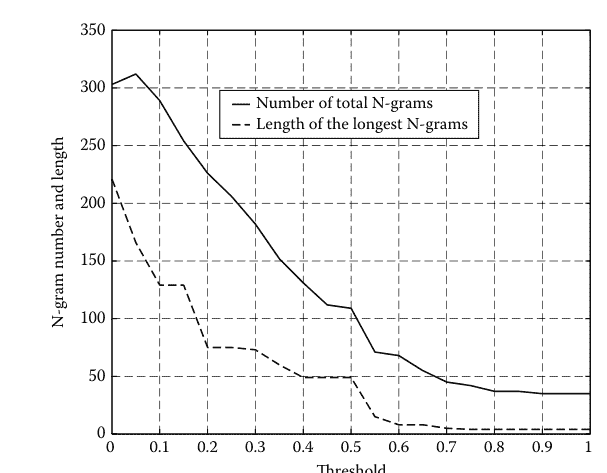 350
300
250
200
150
100
50
0
N-gram number and length
Number of total N-grams
Length of the longest N-grams
0 0.1 0.2 0.3 0.4 0.5 0.6 0.7 0.8 0.9 1
Threshold